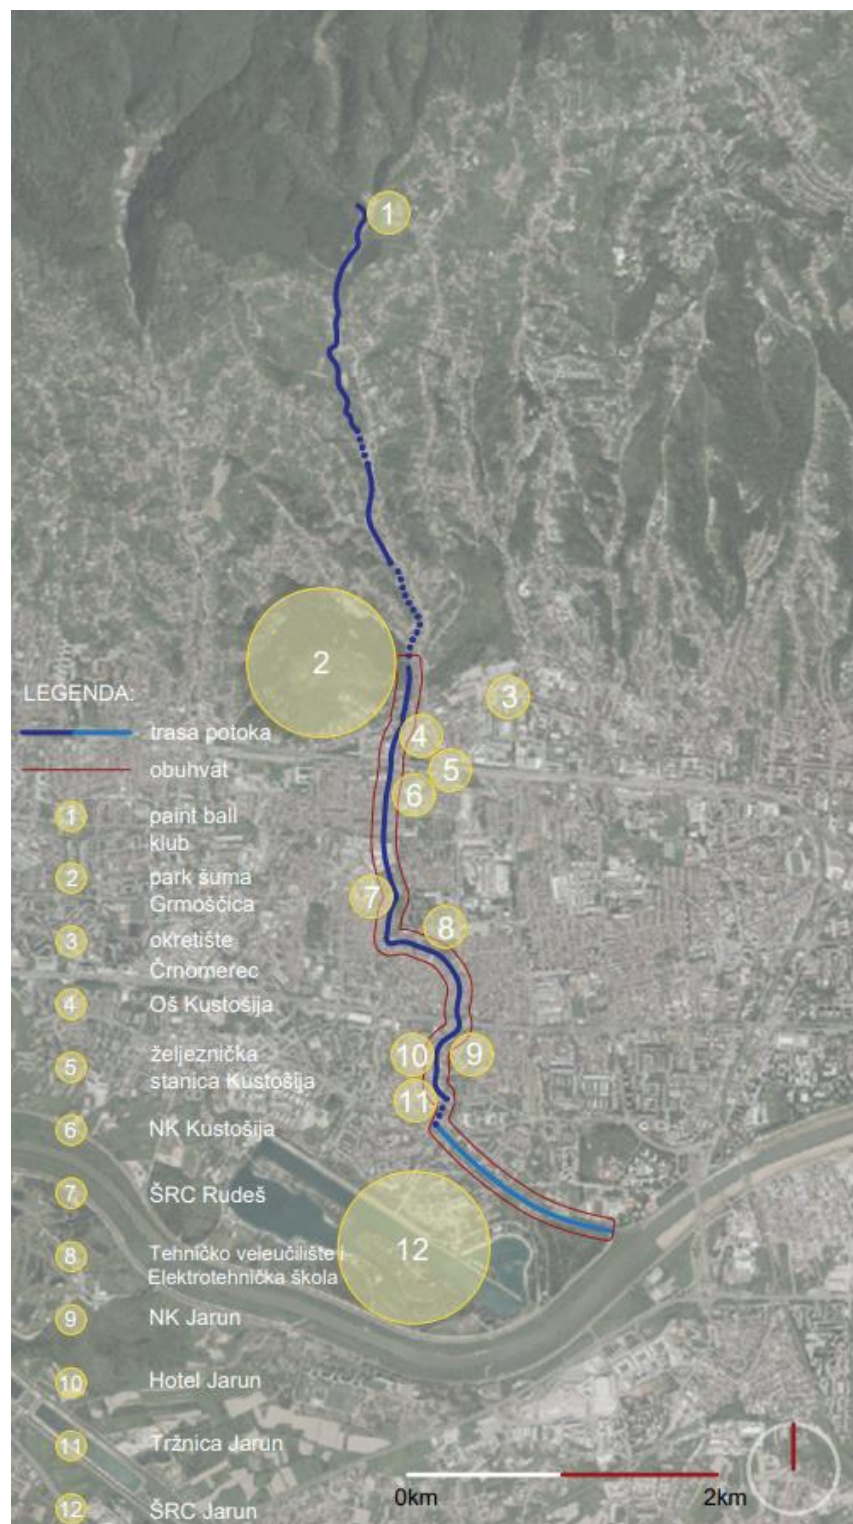 1
2
3
4
5
6
7
8
9
10
11
12
LEGENDA:
trasa potoka
obuhvat
1 paint ball
klub
2 park šuma
Grmoščica
3 okretište
Črnomerec
4 Oš Kustošija
5 željeznička
stanica Kustošija
6 NK Kustošija
7 ŠRC Rudeš
8 Tehničko veleučilište i
Elektrotehnička škola
9 NK Jarun
10 Hotel Jarun
11 Tržnica Jarun
12 ŠRC Jarun
0km 2km